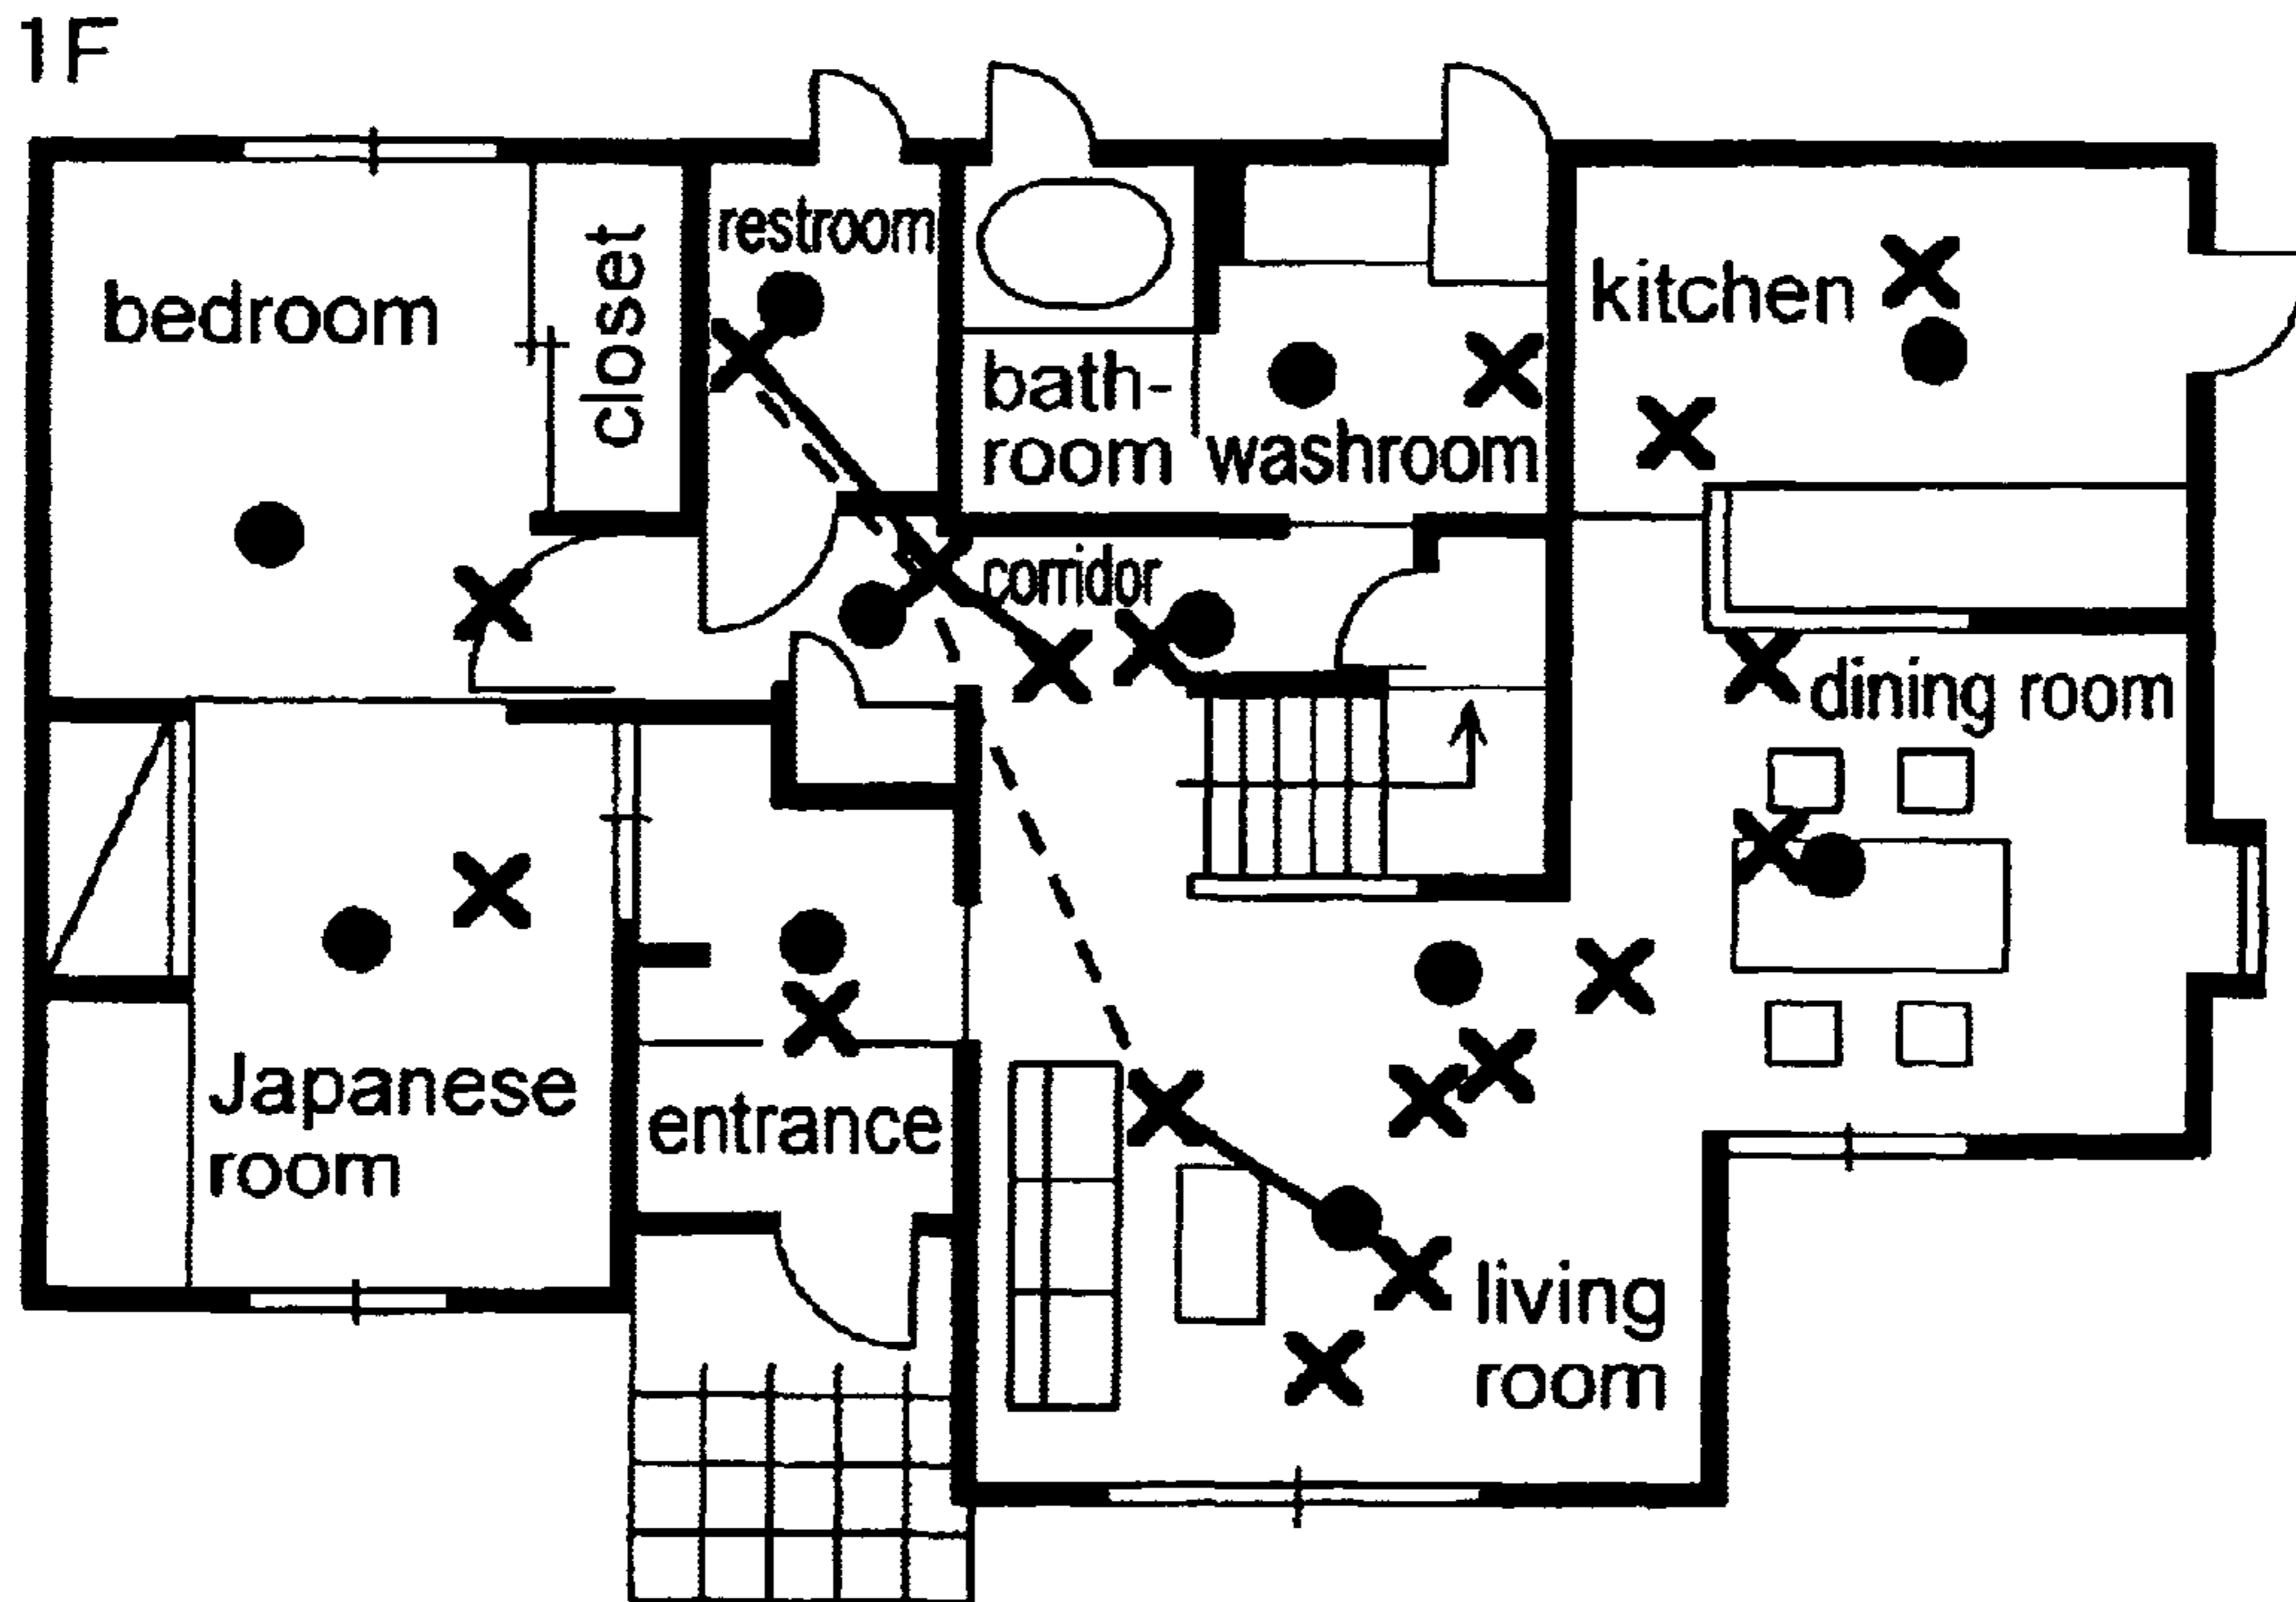 1F
restroom
bedroom
closet
kitchen
bath-
room
washroom
corridor
dining room
Japanese
room
entrance
living
room